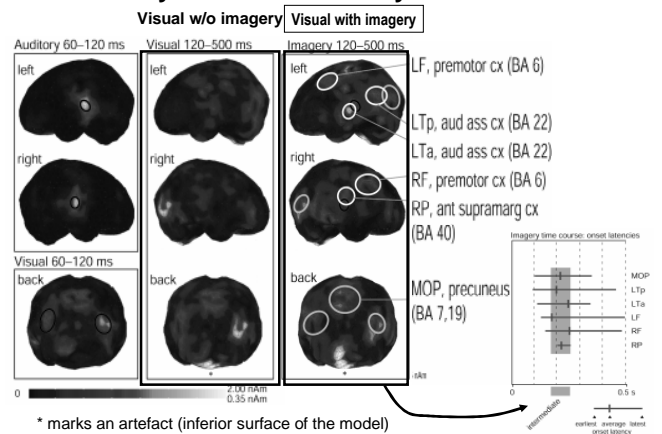 Visual w/o imagery
Visual with imagery
Auditory 60–120 ms
Visual 120–500 ms
Imagery 120–500 ms
left
left
left
LF, premotor cx (BA 6)
LTp, aud ass cx (BA 22)
LTa, aud ass cx (BA 22)
right
right
right
RF, premotor cx (BA 6)
RP, ant supramarg cx
(BA 40)
Visual 60–120 ms
back
back
back
MOP, precuneus
(BA 7,19)
Imagery time course: onset latencies
MOP
LTp
LTa
LF
RF
RP
0
0.5 s
intermediate
earliest average latest
onset latency
0
2.00 nAm
0.35 nAm
* marks an artefact (inferior surface of the model)
*
*